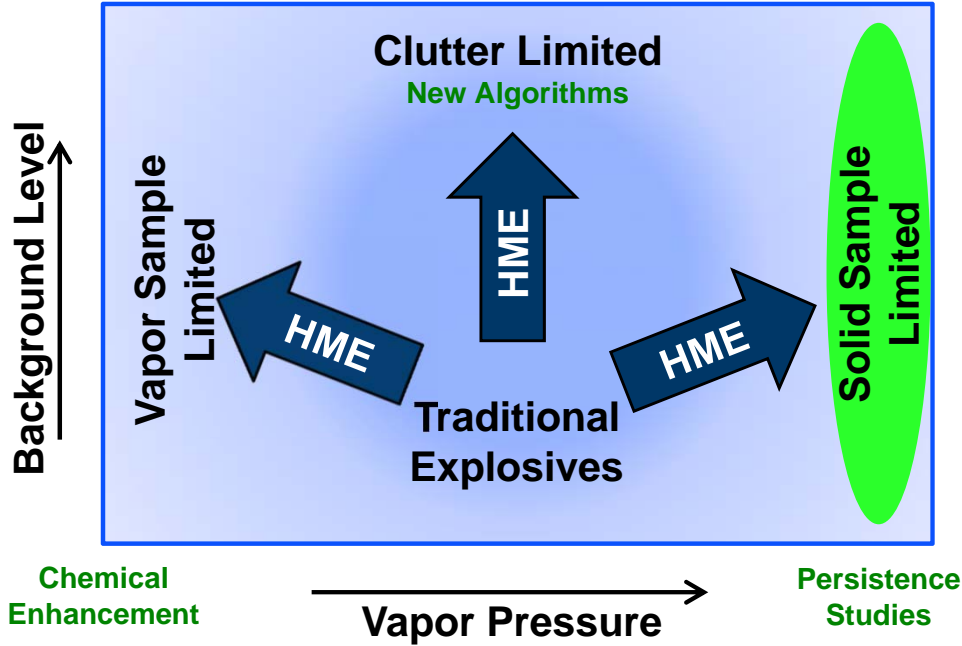 Clutter Limited
New Algorithms
Background Level
Vapor Sample
Limited
HME
HME
HME
Solid Sample
Limited
Traditional
Explosives
Chemical
Enhancement
Vapor Pressure
Persistence
Studies